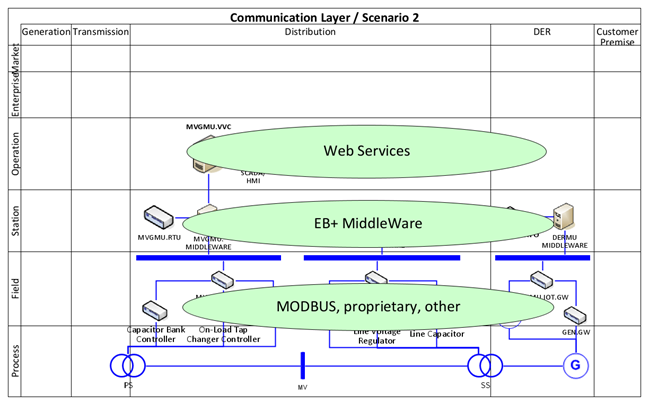 Communication Layer / Scenario 2
Generation
Transmission
Distribution
DER
Customer
Premise
Market
Enterprise
Operation
Station
Field
Process
MVGMU.VVC
SCADA/
HMI
Web Services
MVGMU.RTU
MVGMU.
MIDDLEWARE
EB+ MiddleWare
DERMU
MIDDLEWARE
MODBUS, proprietary, other
IOT.GW
GEN.GW
Capacitor Bank
Controller
On-Load Tap
Changer Controller
Line Voltage
Regulator
Line Capacitor
PS
MV
SS
G